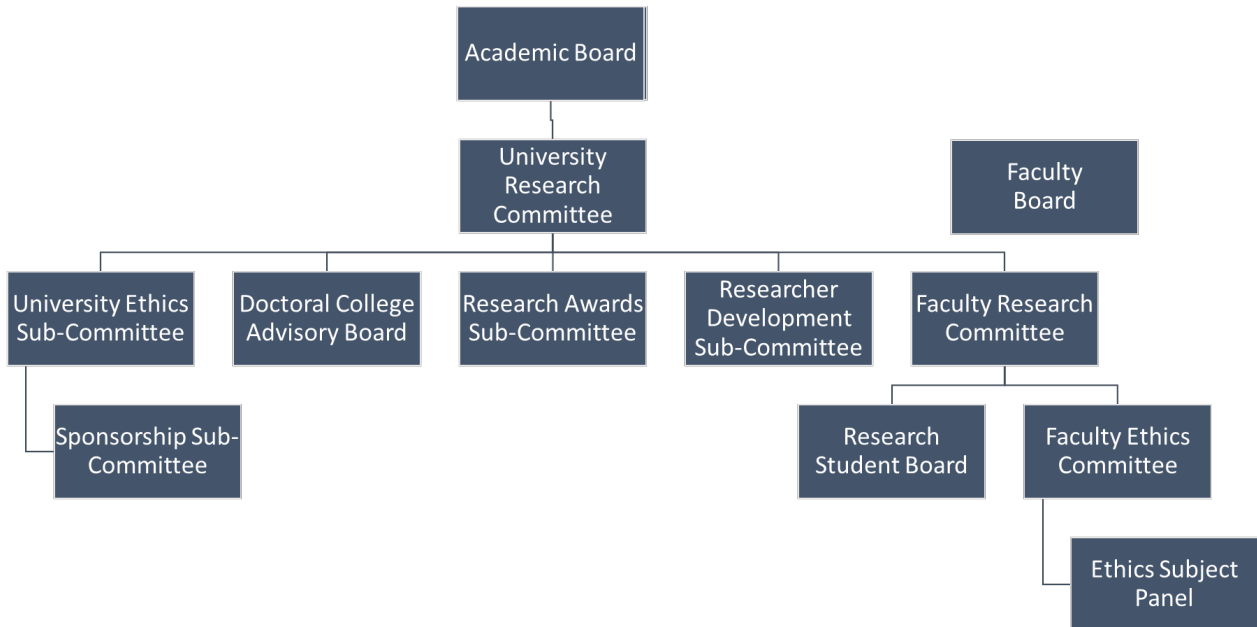 Academic Board
University
Research
Committee
Faculty
Board
University Ethics
Sub-Committee
Doctoral College
Advisory Board
Research Awards
Sub-Committee
Researcher
Development
Sub-Committee
Faculty Research
Committee
Sponsorship Sub-
Committee
Research
Student Board
Faculty Ethics
Committee
Ethics Subject
Panel